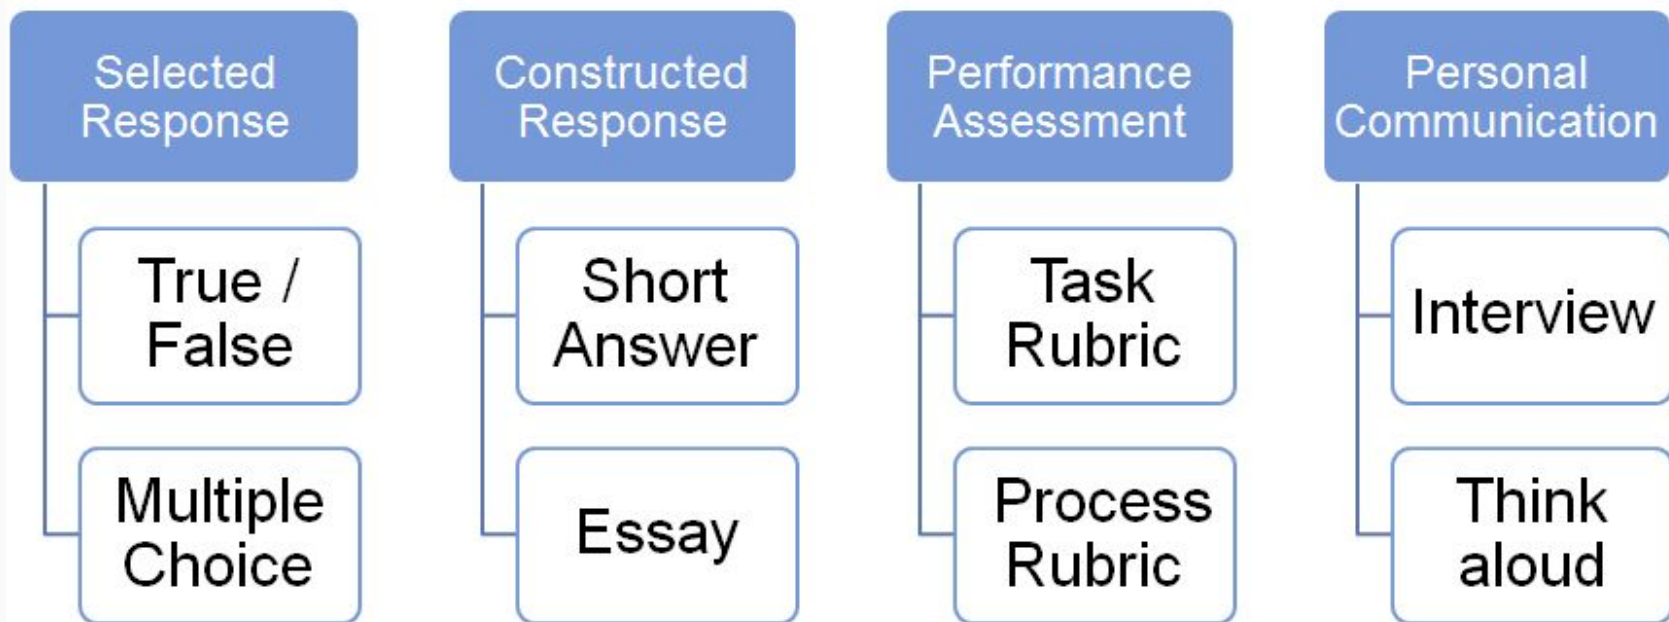 Selected
Response
True /
False
Multiple
Choice
Constructed
Response
Short
Answer
Essay
Performance
Assessment
Task
Rubric
Process
Rubric
Personal
Communication
Interview
Think
aloud